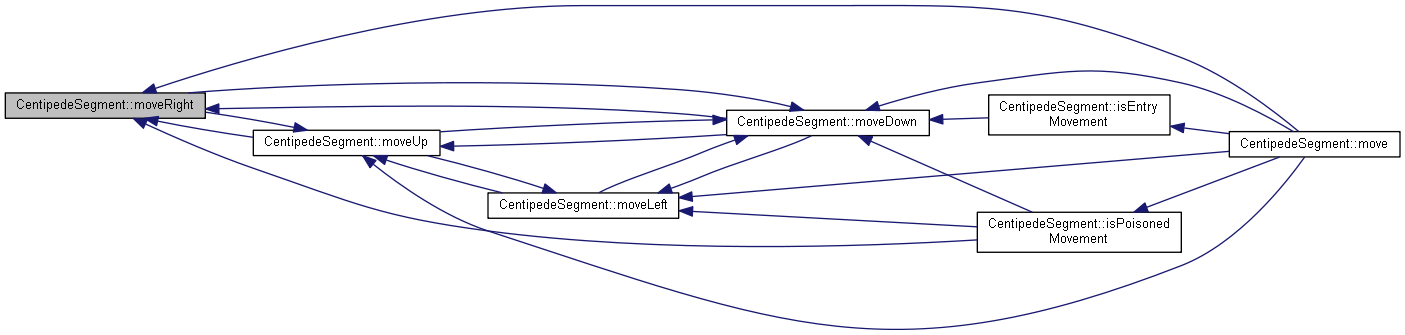 CentipedeSegment::moveRight
CentipedeSegment::moveUp
CentipedeSegment::moveLeft
CentipedeSegment::moveDown
CentipedeSegment::isEntry
Movement
CentipedeSegment::isPoisoned
Movement
CentipedeSegment::move